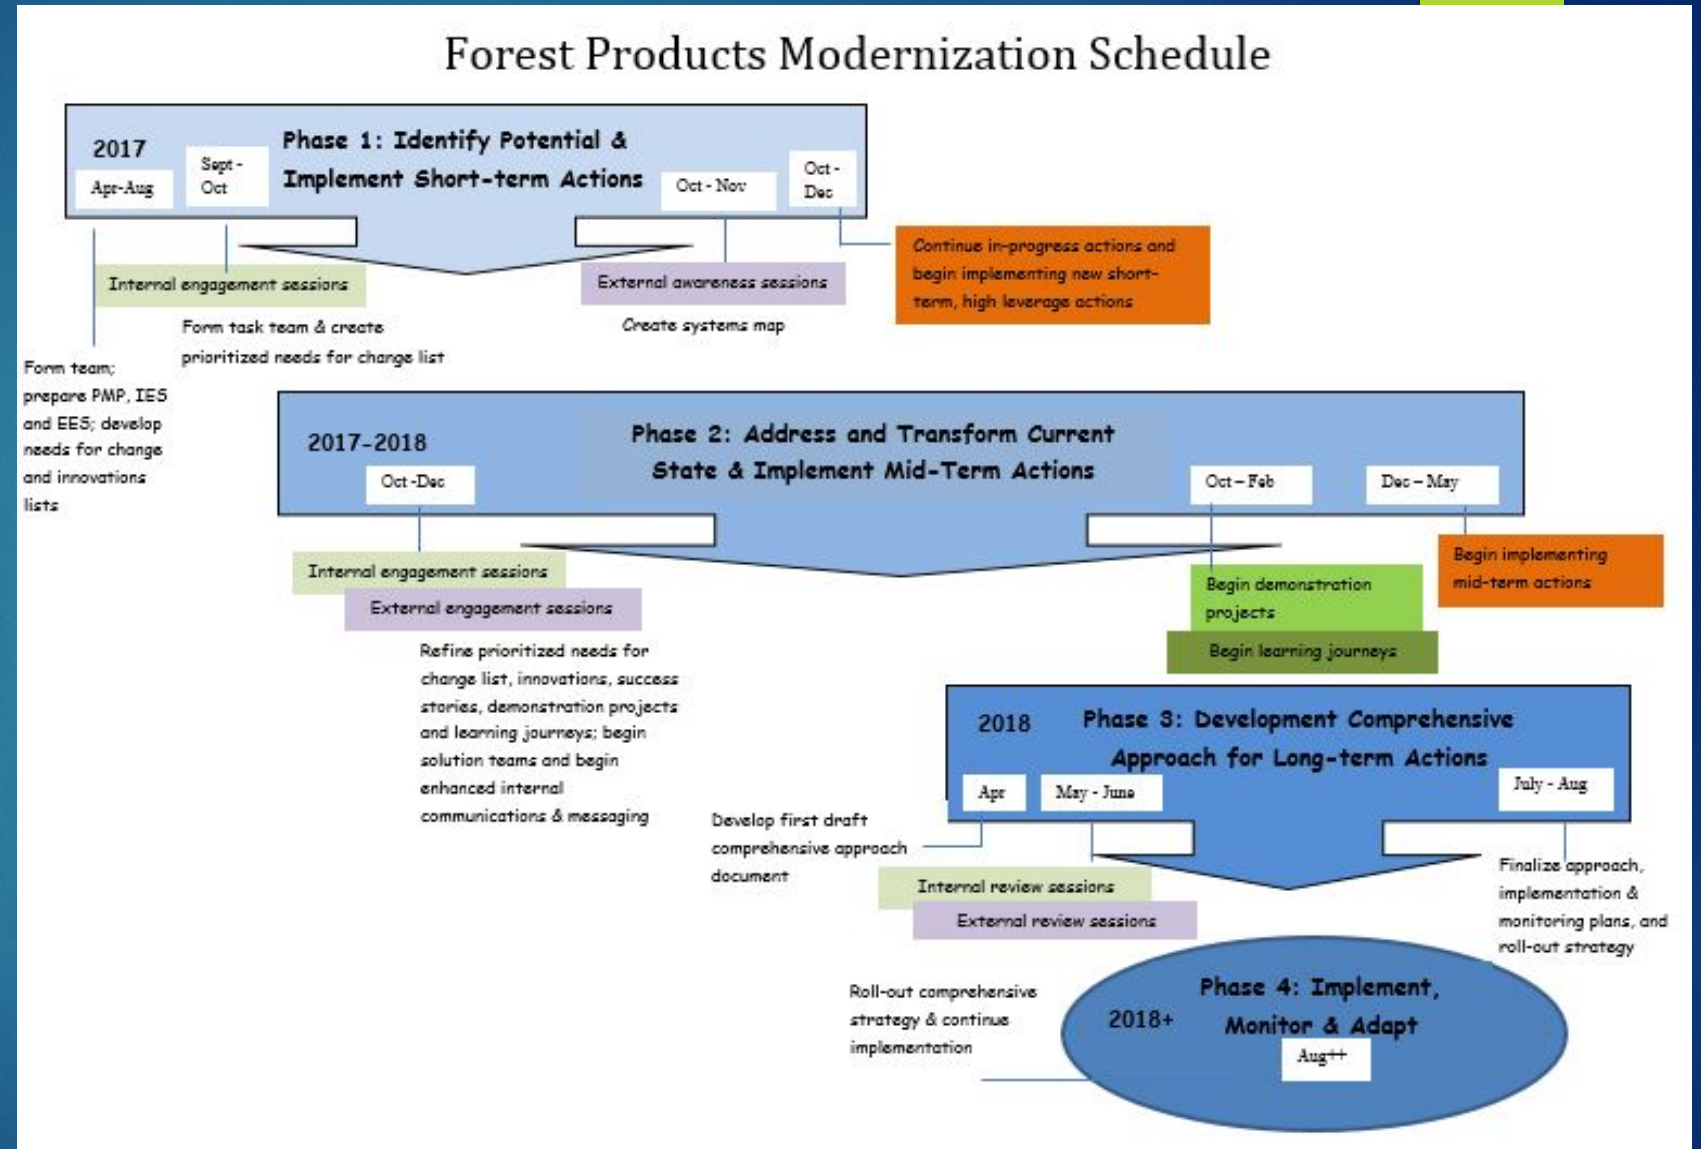 Forest Products Modernization Schedule
2017
Phase 1: Identify Potential &
Implement Short-term Actions
Apr-Aug
Sept -
Oct
Oct - Nov
Oct -
Dec
Internal engagement sessions
Form task team & create
prioritized needs for change list
External awareness sessions
Create systems map
Continue in-progress actions and
begin implementing new short-
term, high leverage actions
Form team;
prepare PMP, IES
and EES; develop
needs for change
and innovations
lists
2017-2018
Phase 2: Address and Transform Current
State & Implement Mid-Term Actions
Oct -Dec
Oct – Feb
Dec – May
Internal engagement sessions
External engagement sessions
Refine prioritized needs for
change list, innovations, success
stories, demonstration projects
and learning journeys; begin
solution teams and begin
enhanced internal
communications & messaging
Begin demonstration
projects
Begin learning journeys
Begin implementing
mid-term actions
2018
Phase 3: Development Comprehensive
Approach for Long-term Actions
Apr
May - June
July - Aug
Develop first draft
comprehensive approach
document
Internal review sessions
External review sessions
Finalize approach,
implementation &
monitoring plans, and
roll-out strategy
Roll-out comprehensive
strategy & continue
implementation
2018+
Phase 4: Implement,
Monitor & Adapt
Aug++